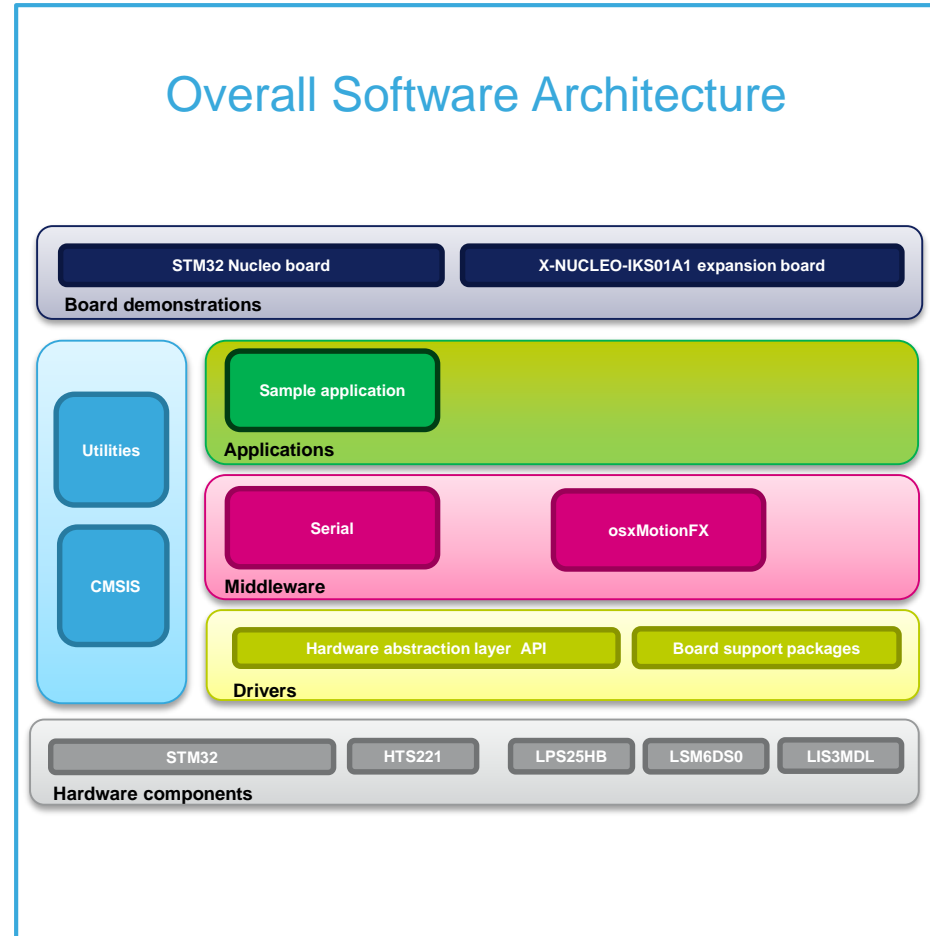 Overall Software Architecture
STM32 Nucleo board
X-NUCLEO-IKS01A1 expansion board
Board demonstrations
Utilities
CMSIS
Sample application
Applications
Serial
osxMotionFX
Middleware
Hardware abstraction layer API
Board support packages
Drivers
STM32
HTS221
LPS25HB
LSM6DS0
LIS3MDL
Hardware components